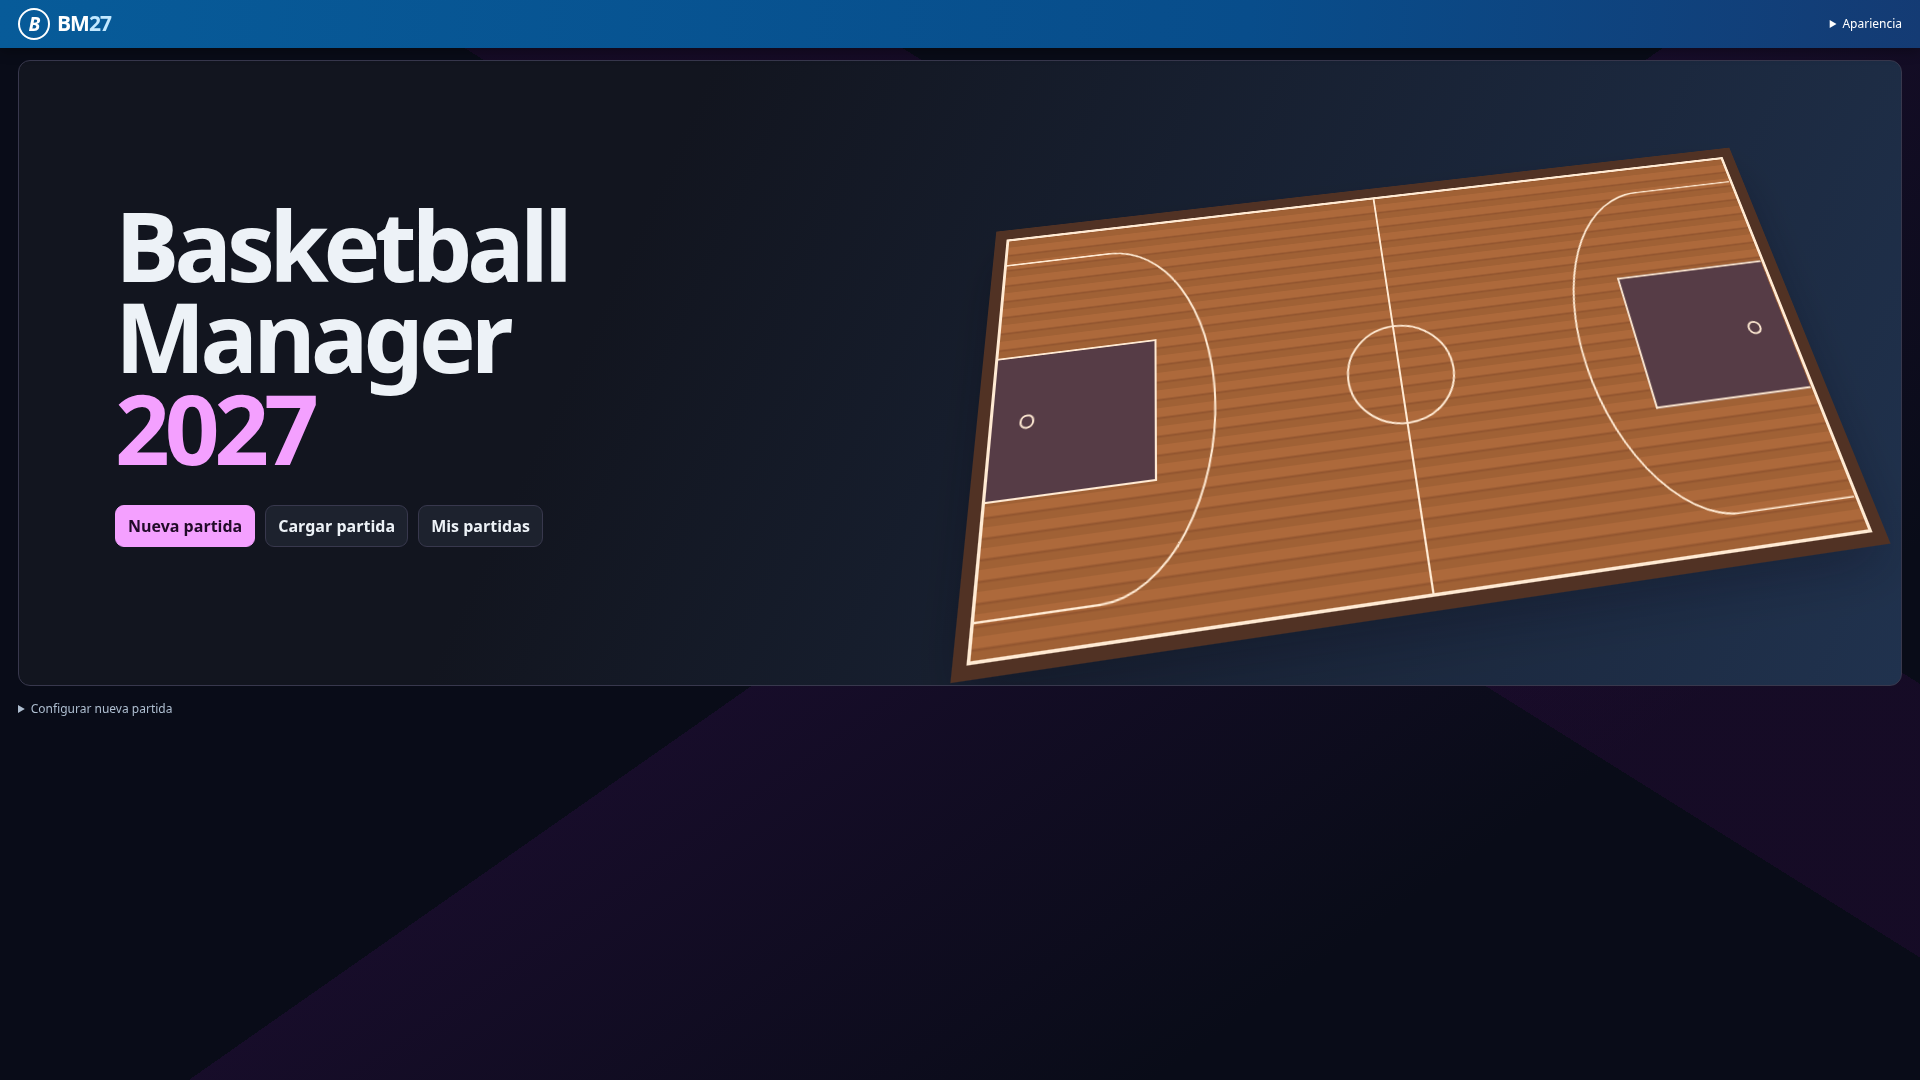 B BM27
Apariencia
Basketball
Manager
2027
Nueva partida
Cargar partida
Mis partidas
Configurar nueva partida